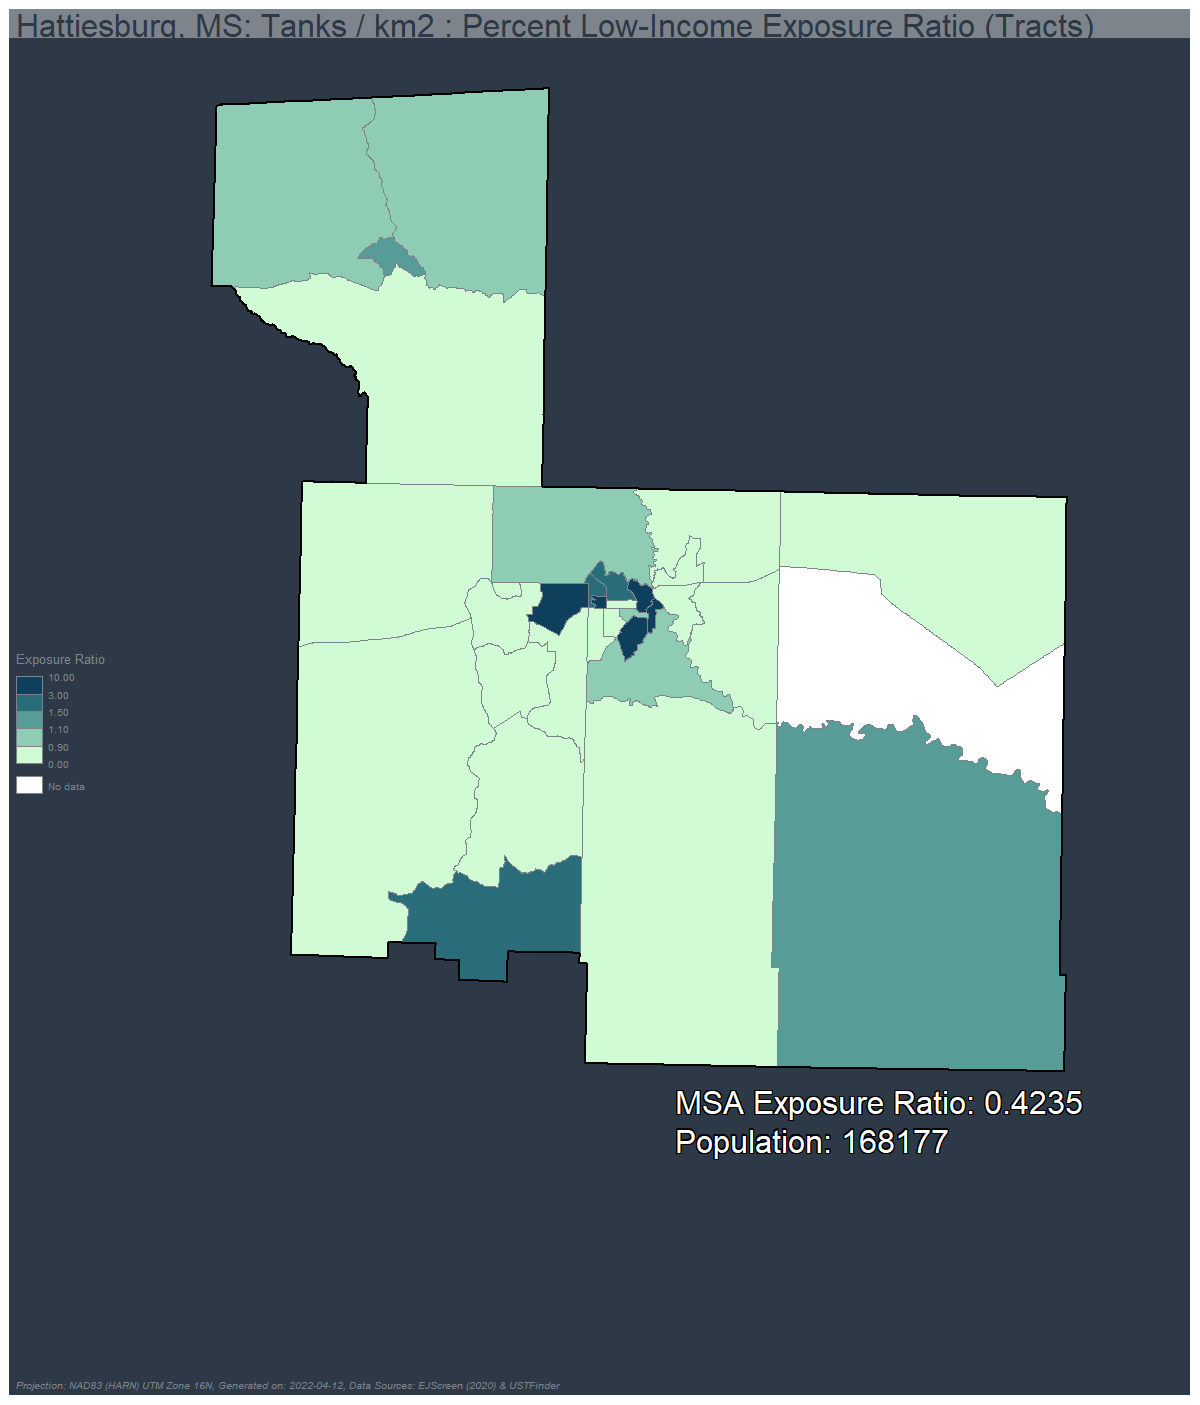 Hattiesburg, MS: Tanks / km2 : Percent Low-Income Exposure Ratio (Tracts)
Exposure Ratio
10.00
3.00
1.50
1.10
0.90
0.00
No data
MSA Exposure Ratio: 0.4235
Population: 168177
Projection: NAD83 (HARN) UTM Zone 16N, Generated on: 2022-04-12, Data Sources: EJScreen (2020) & USTFinder